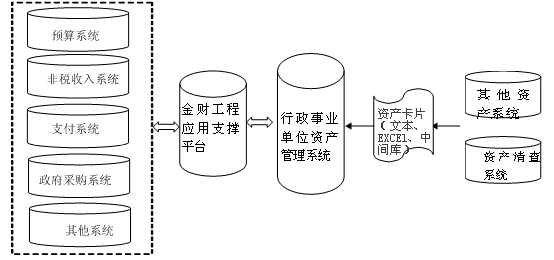 预算系统
非税收入系统
支付系统
政府采购系统
其他系统
金财工程
应用支撑
平台
行政事业
单位资产
管理系统
资产卡片
（文本、
EXCEl、中
间库）
其他资
产系统
资产清查
系统